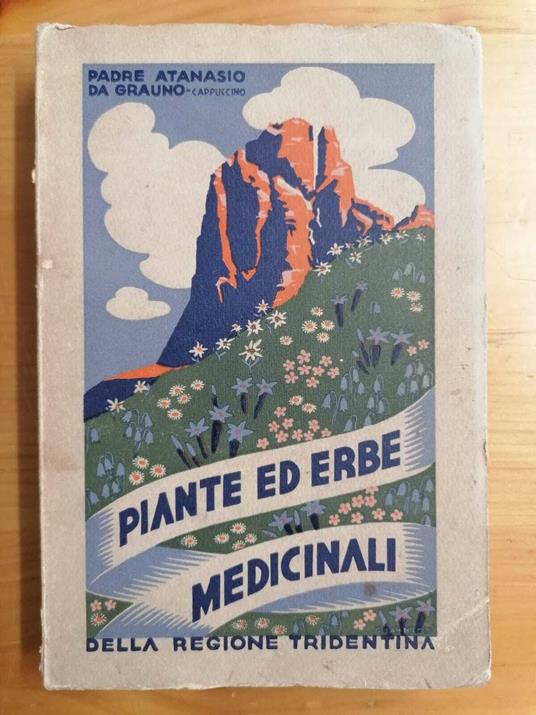 PADRE ATANASIO
DA GRAUNO-CAPPUCCINO
PIANTE ED ERBE
MEDICINALI
DELLA REGIONE TRIDENTINA